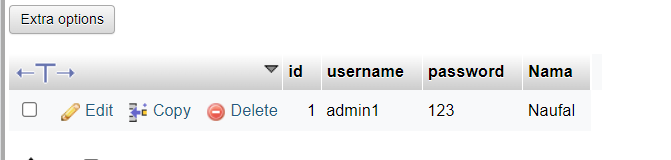 Extra options
id username password Nama
Edit Copy Delete 1 admin1 123 Naufal